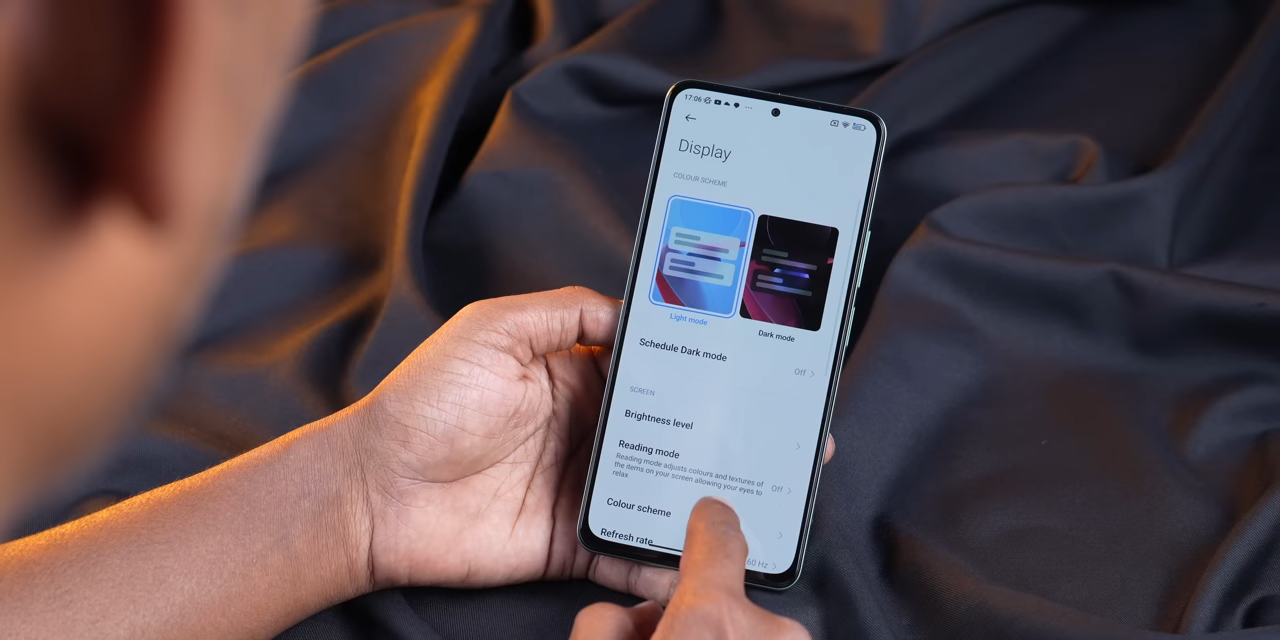 17:06
Display
COLOUR SCHEME
Light mode
Dark mode
Schedule Dark mode
Off
SCREEN
Brightness level
Reading mode
Reading mode adjusts colours and textures of
the items on your screen allowing your eyes to
relax
Off
Colour scheme
Refresh rate
60 Hz